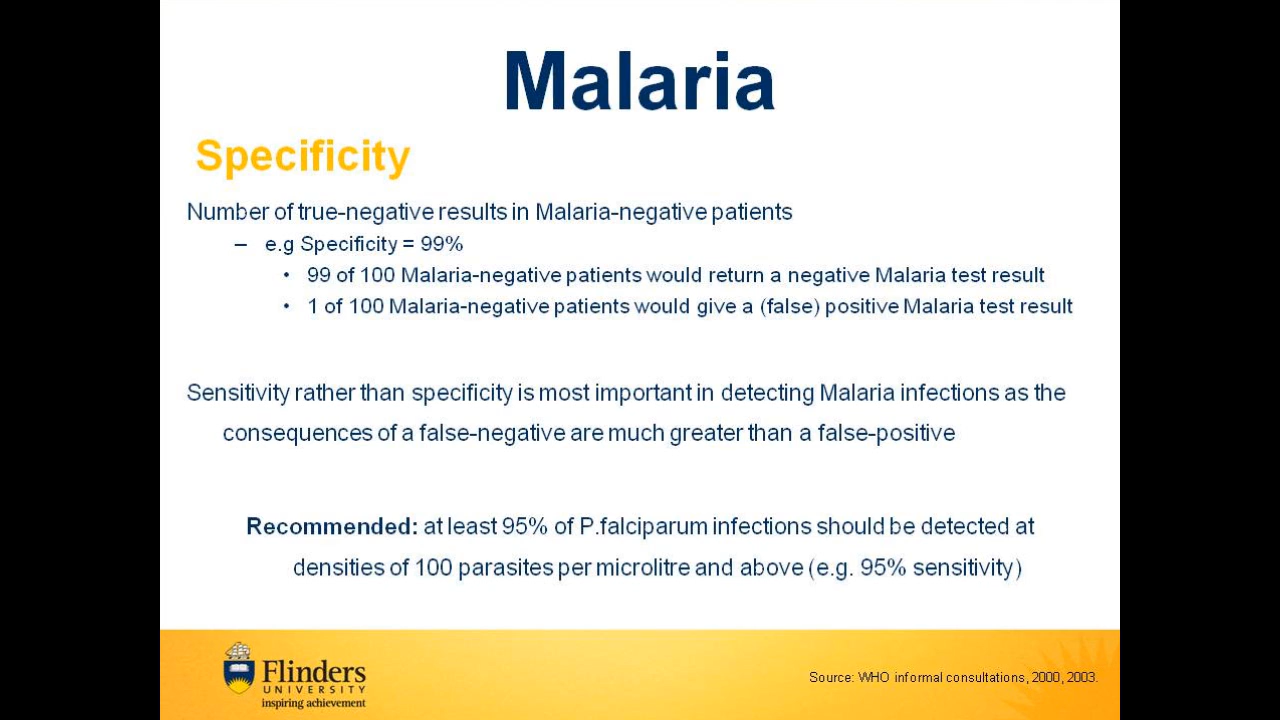 Malaria
Specificity
Number of true-negative results in Malaria-negative patients
– e.g Specificity = 99%
• 99 of 100 Malaria-negative patients would return a negative Malaria test result
• 1 of 100 Malaria-negative patients would give a (false) positive Malaria test result
Sensitivity rather than specificity is most important in detecting Malaria infections as the
consequences of a false-negative are much greater than a false-positive
Recommended: at least 95% of P.falciparum infections should be detected at
densities of 100 parasites per microlitre and above (e.g. 95% sensitivity)
Flinders
UNIVERSITY
inspiring achievement
Source: WHO informal consultations, 2000, 2003.